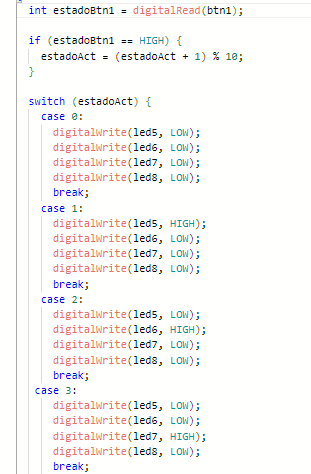 int estadoBtn1 = digitalRead(btn1);
if (estadoBtn1 == HIGH) {
estadoAct = (estadoAct + 1) % 10;
}
switch (estadoAct) {
case 0:
digitalWrite(led5, LOW);
digitalWrite(led6, LOW);
digitalWrite(led7, LOW);
digitalWrite(led8, LOW);
break;
case 1:
digitalWrite(led5, HIGH);
digitalWrite(led6, LOW);
digitalWrite(led7, LOW);
digitalWrite(led8, LOW);
break;
case 2:
digitalWrite(led5, LOW);
digitalWrite(led6, HIGH);
digitalWrite(led7, LOW);
digitalWrite(led8, LOW);
break;
case 3:
digitalWrite(led5, LOW);
digitalWrite(led6, LOW);
digitalWrite(led7, HIGH);
digitalWrite(led8, LOW);
break;